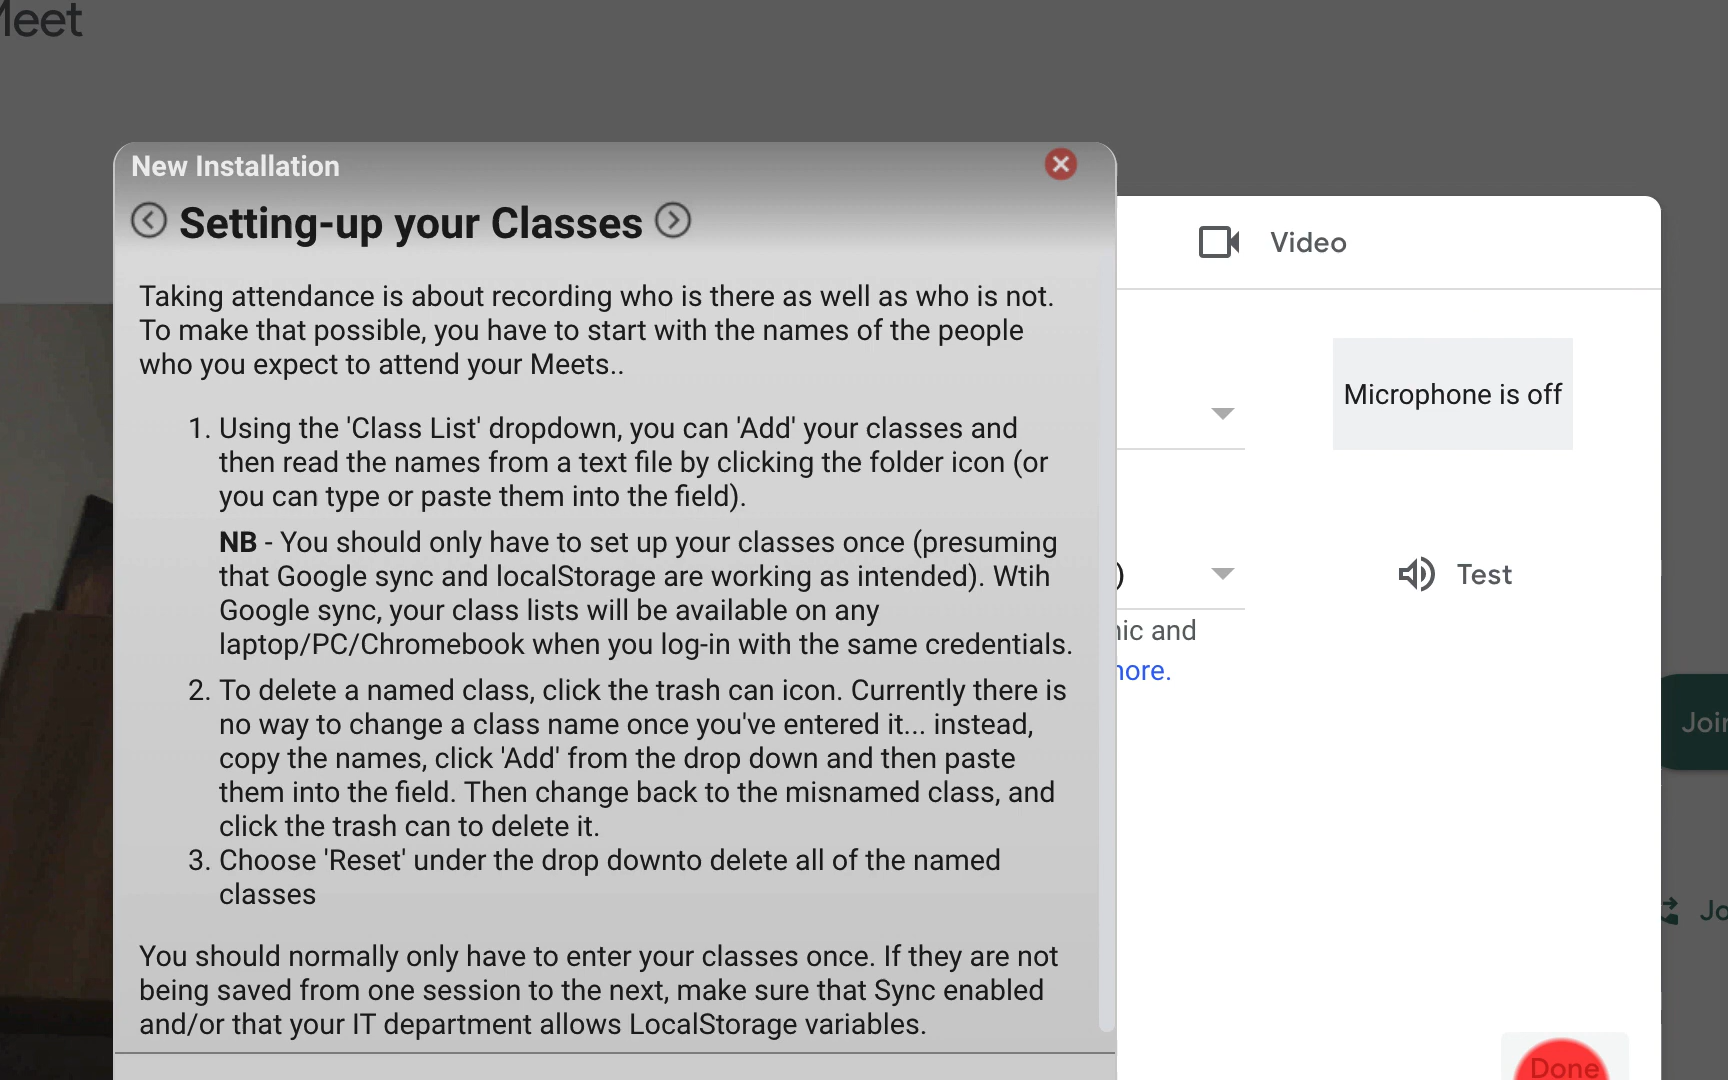 New Installation
Setting-up your Classes
Taking attendance is about recording who is there as well as who is not.
To make that possible, you have to start with the names of the people
who you expect to attend your Meets..
1. Using the 'Class List' dropdown, you can 'Add' your classes and
then read the names from a text file by clicking the folder icon (or
you can type or paste them into the field).
NB - You should only have to set up your classes once (presuming
that Google sync and localStorage are working as intended). Wtih
Google sync, your class lists will be available on any
laptop/PC/Chromebook when you log-in with the same credentials.
2. To delete a named class, click the trash can icon. Currently there is
no way to change a class name once you've entered it... instead,
copy the names, click 'Add' from the drop down and then paste
them into the field. Then change back to the misnamed class, and
click the trash can to delete it.
3. Choose 'Reset' under the drop downto delete all of the named
classes
You should normally only have to enter your classes once. If they are not
being saved from one session to the next, make sure that Sync enabled
and/or that your IT department allows LocalStorage variables.
Video
Microphone is off
)
Test
and
Done